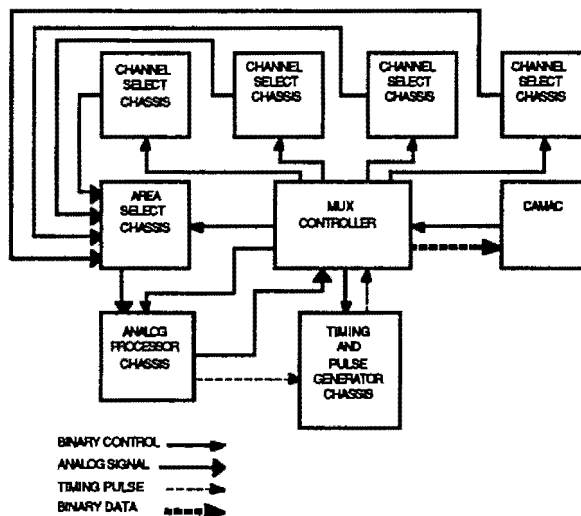 CHANNEL
SELECT
CHASSIS
CHANNEL
SELECT
CHASSIS
CHANNEL
SELECT
CHASSIS
CHANNEL
SELECT
CHASSIS
AREA
SELECT
CHASSIS
MUX
CONTROLLER
CAMAC
ANALOG
PROCESSOR
CHASSIS
TIMING
AND
PULSE
GENERATOR
CHASSIS
BINARY CONTROL
ANALOG SIGNAL
TIMING PULSE
BINARY DATA